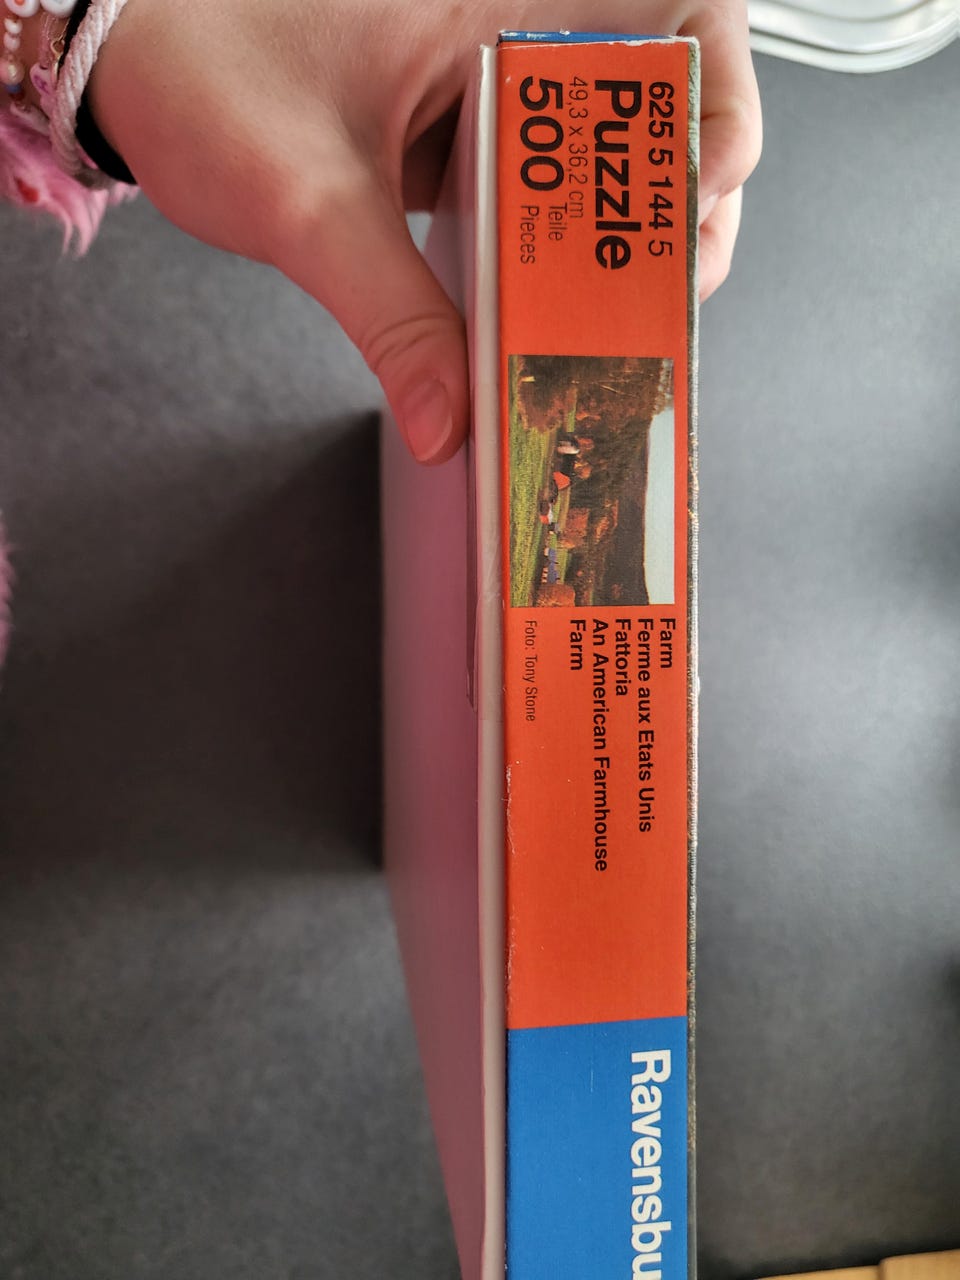 625 5 144 5
Puzzle
49,3 x 36,2 cm
500 Teile
Pieces
Farm
Ferme aux Etats Unis
Fattoria
An American Farmhouse
Farm
Foto: Tony Stone
Ravensbu